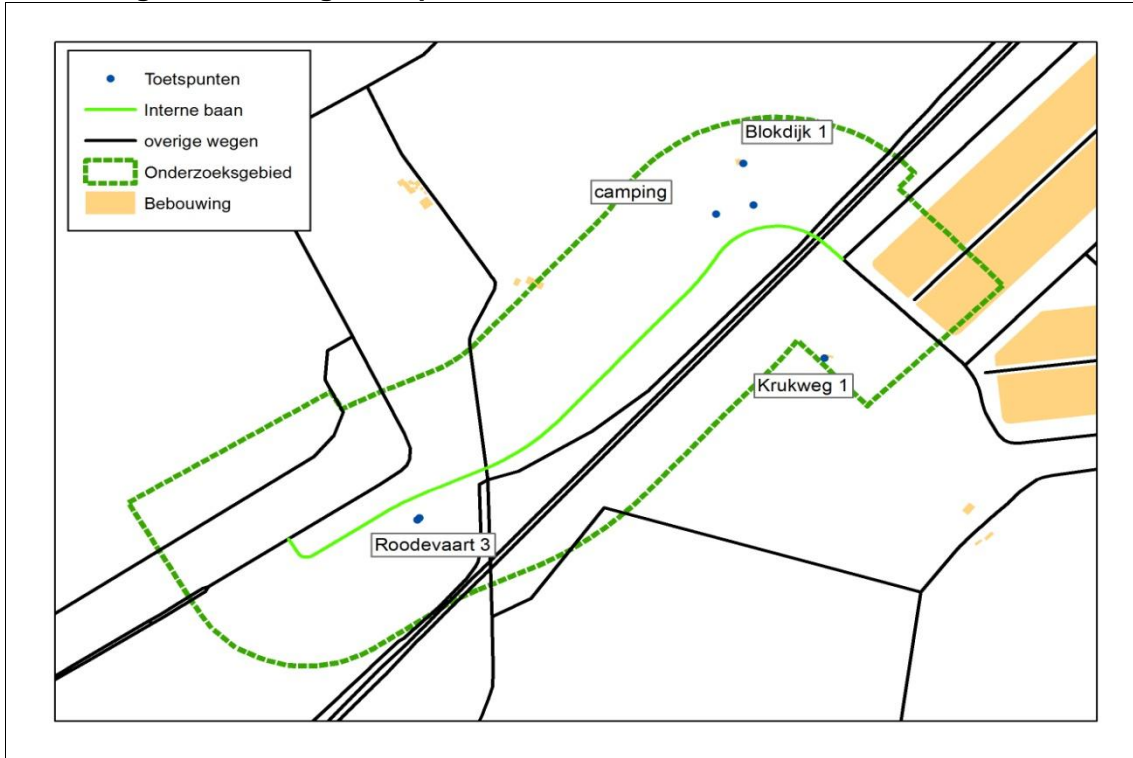 Toetspunten
Interne baan
overige wegen
Onderzoeksgebied
Bebouwing
Blokdijk 1
camping
Krukweg 1
Roodevaart 3